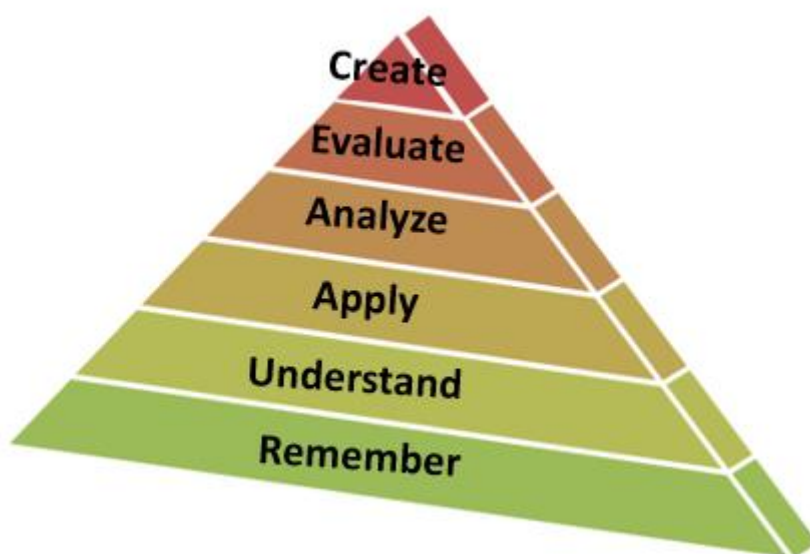 Create
Evaluate
Analyze
Apply
Understand
Remember